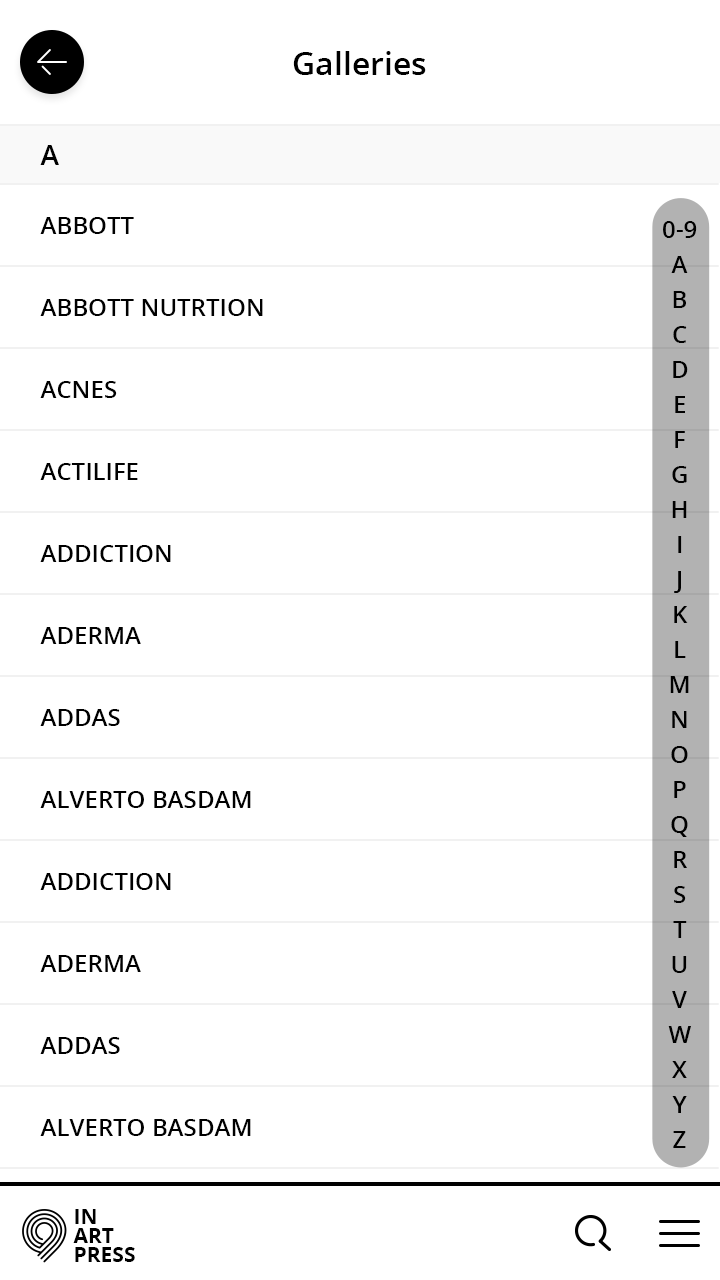 Galleries
A
ABBOTT
ABBOTT NUTRTION
ACNES
ACTILIFE
ADDICTION
ADERMA
ADDAS
ALVERTO BASDAM
ADDICTION
ADERMA
ADDAS
ALVERTO BASDAM
0-9
A
B
C
D
E
F
G
H
I
J
K
L
M
N
O
P
Q
R
S
T
U
V
W
X
Y
Z
IN
ART
PRESS